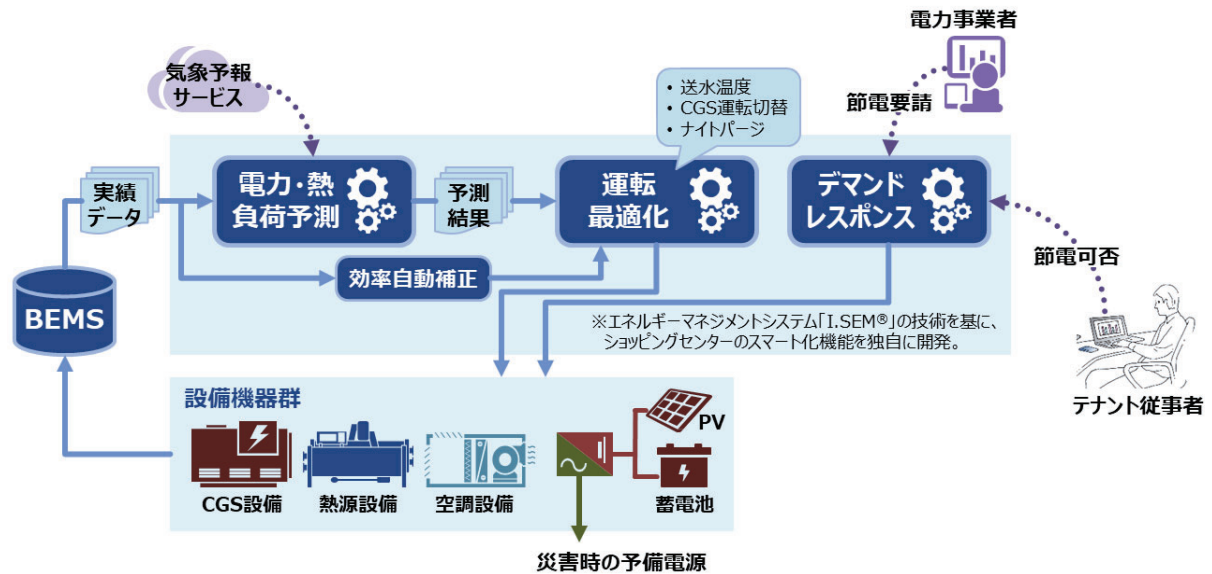 電力事業者
気象予報
サービス
節電要請
・送水温度
・CGS運転切替
・ナイトパージ
実績
データ
電力・熱
負荷予測
予測
結果
運転
最適化
デマンド
レスポンス
節電可否
効率自動補正
BEMS
※エネルギーマネジメントシステム「I.SEM®」の技術を基に、
ショッピングセンターのスマート化機能を独自に開発。
テナント従事者
設備機器群
PV
CGS設備
熱源設備
空調設備
蓄電池
災害時の予備電源